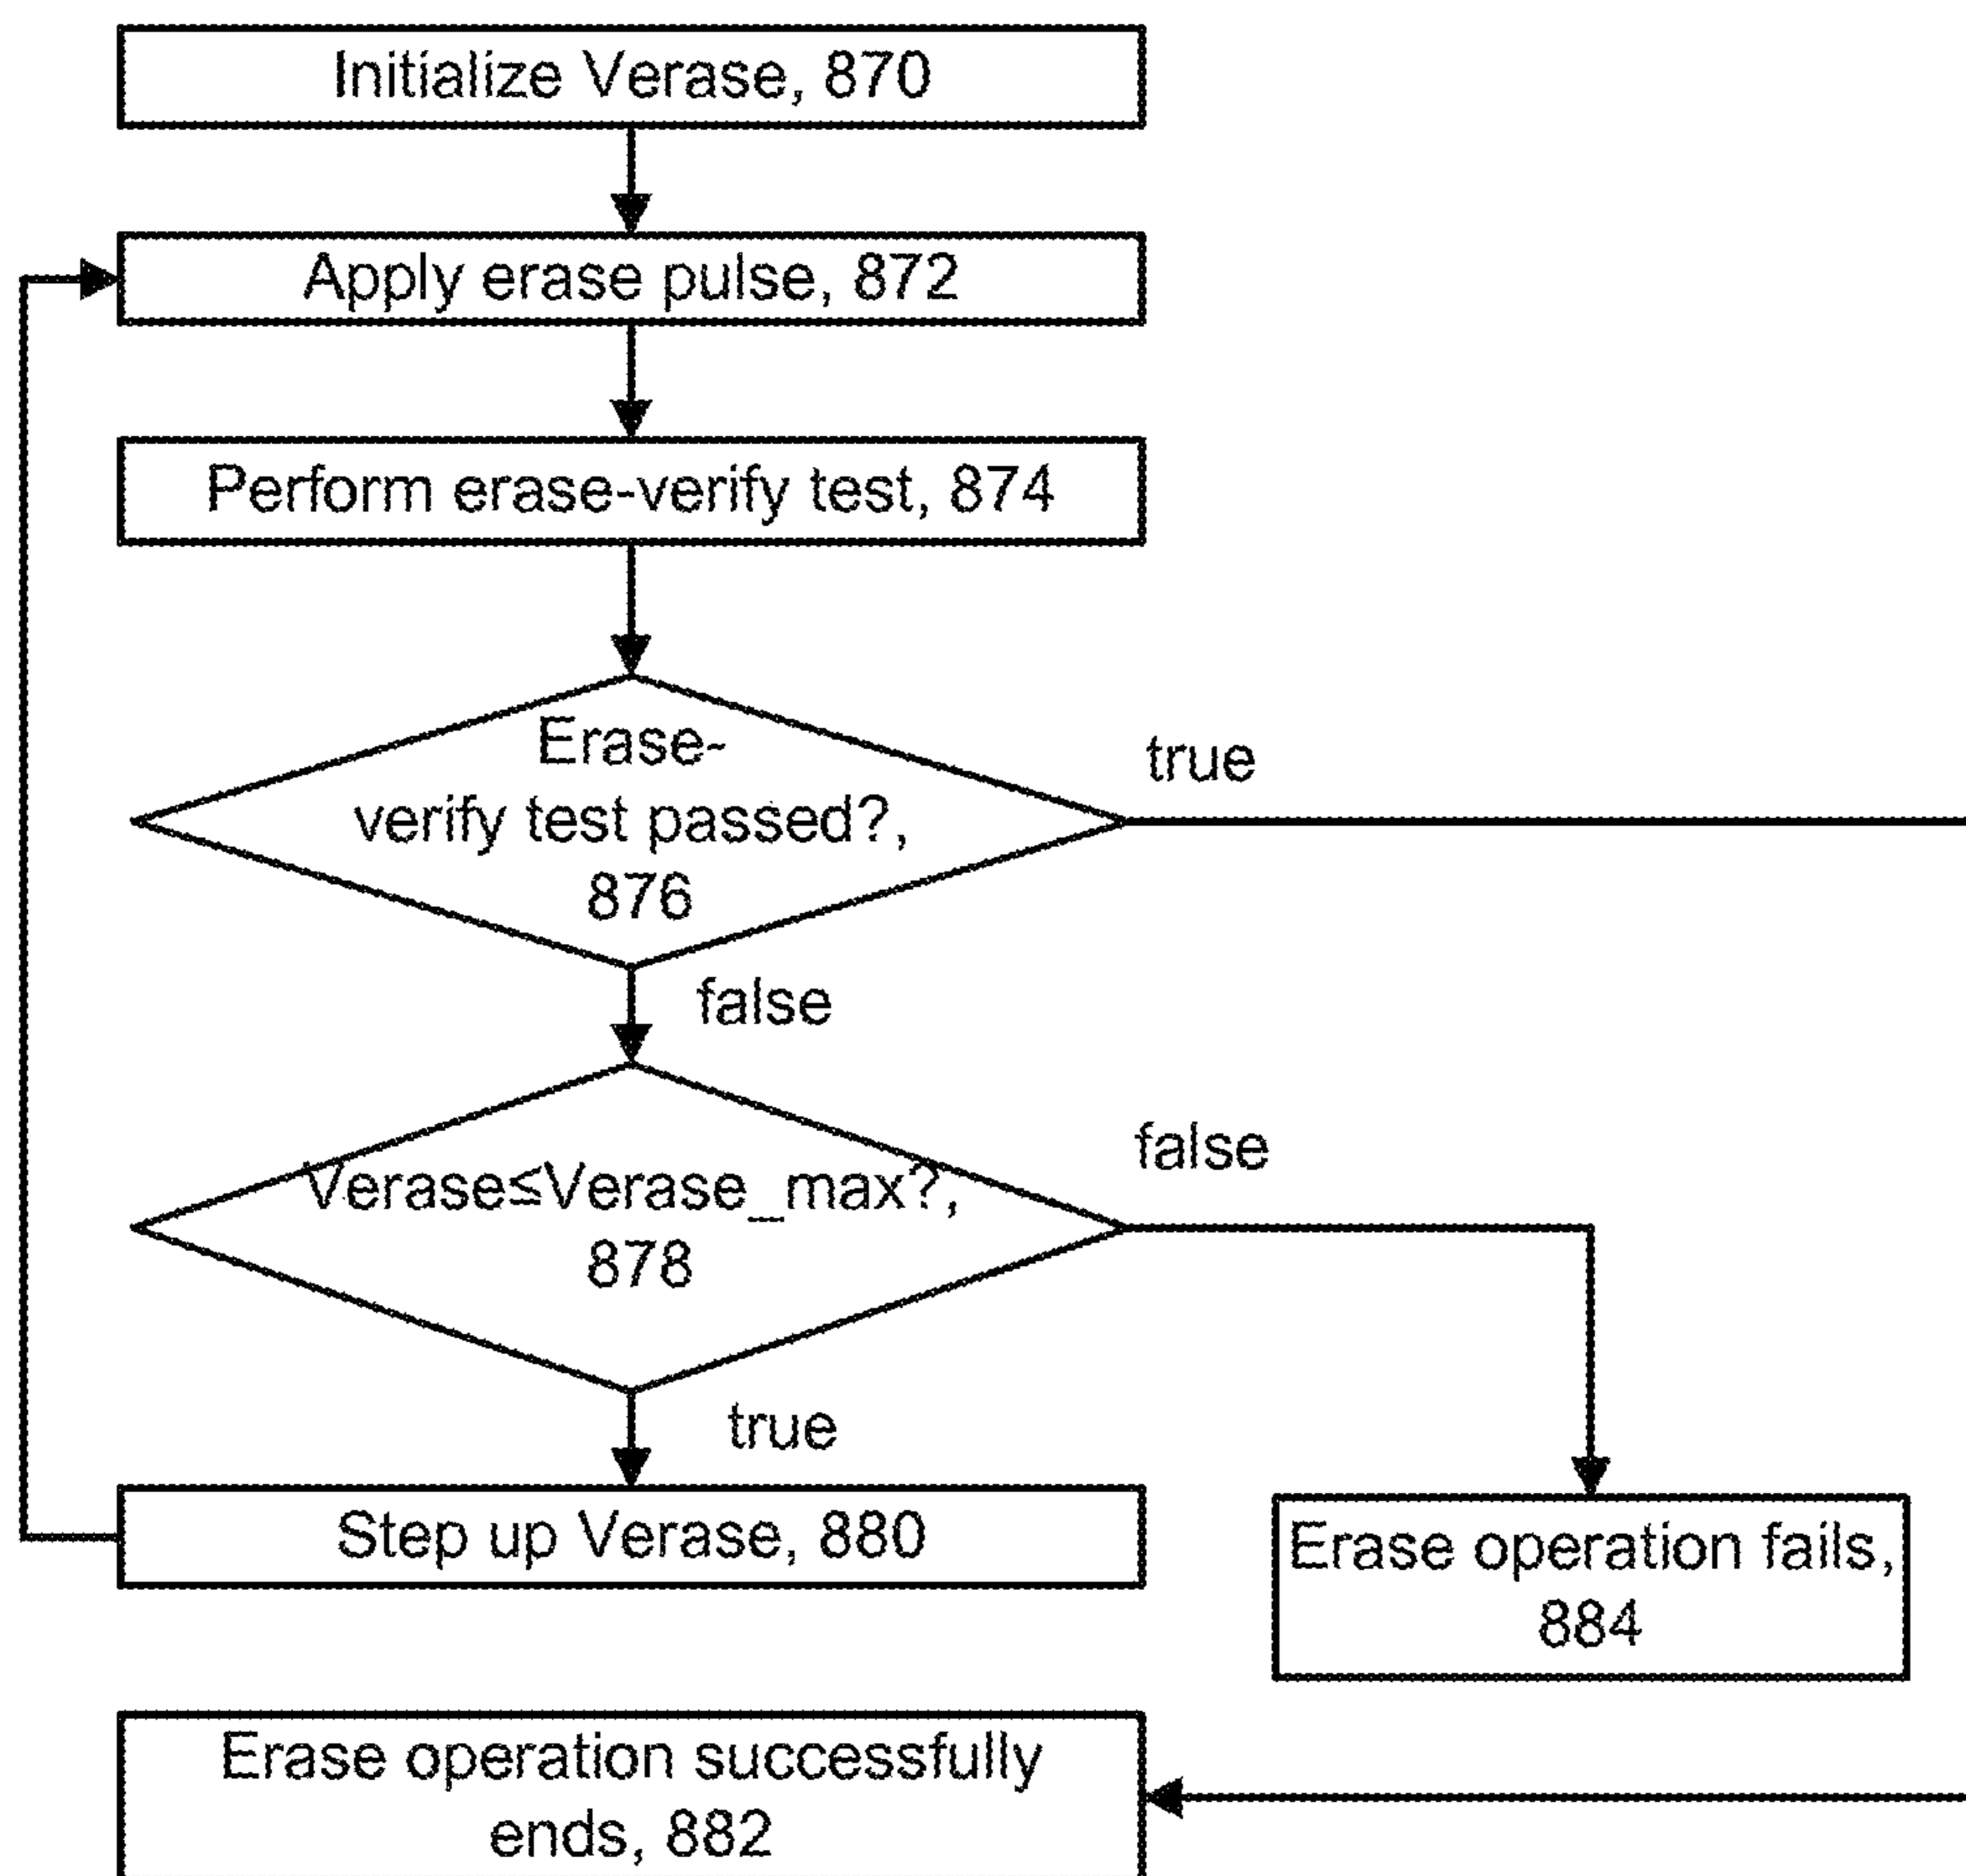 Initialize Verase, 870
Apply erase pulse, 872
Perform erase-verify test, 874
Erase-
verify test passed?,
876
true
false
Verase≤Verase_max?,
878
false
true
Step up Verase, 880
Erase operation fails,
884
Erase operation successfully
ends, 882